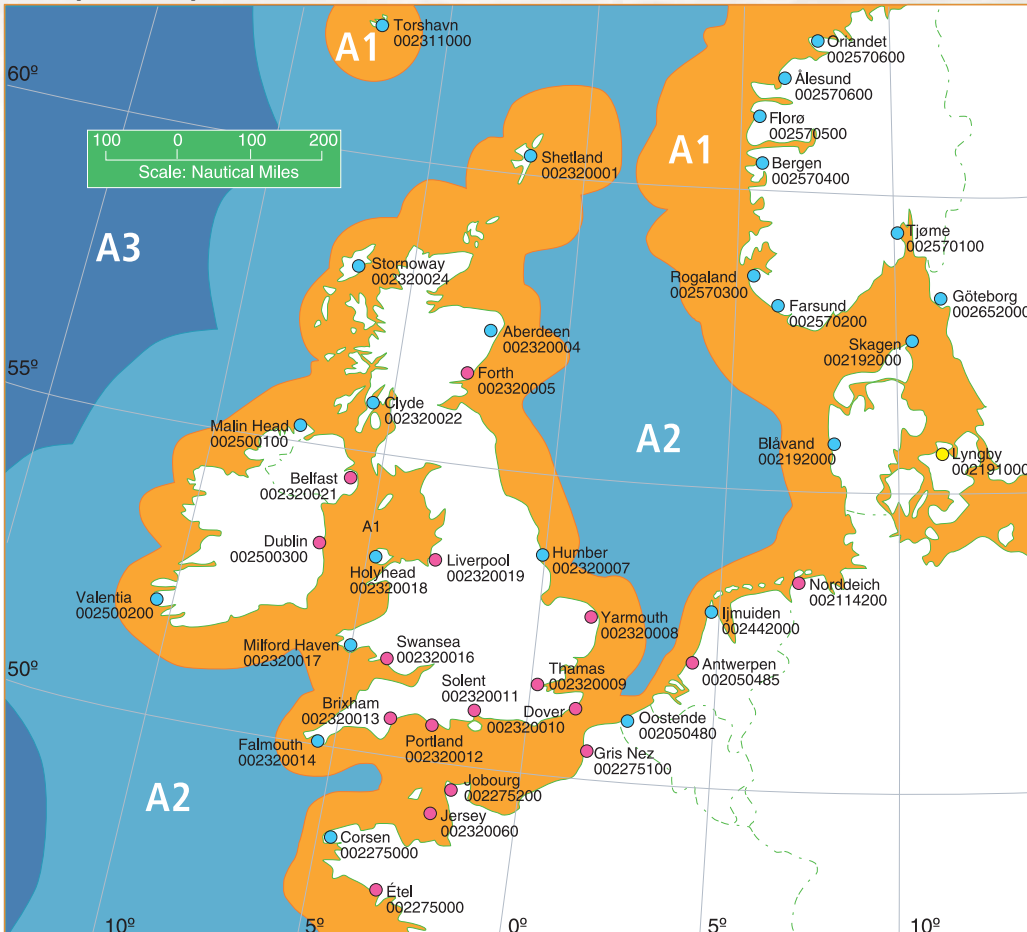 Torshavn
002311000
A1
Orlandet
002570600
Ålesund
002570600
60º
Florø
002570500
100 0 100 200
Scale: Nautical Miles
A1
Shetland
002320001
Bergen
002570400
A3
Tjøme
002570100
Stornoway
002320024
Rogaland
002570300
Göteborg
002652000
Farsund
002570200
Aberdeen
002320004
Skagen
002192000
55º
Forth
002320005
Clyde
002320022
Malin Head
002500100
A2
Blåvand
002192000
Lyngby
002191000
Belfast
002320021
A1
Dublin
002500300
Holyhead
002320018
Liverpool
002320019
Humber
002320007
Norddeich
002114200
Valentia
002500200
Yarmouth
002320008
Ijmuiden
002442000
Milford Haven
002320017
Swansea
002320016
50º
Thamas
002320009
Antwerpen
002050485
Solent
002320011
Brixham
002320013
Dover
002320010
Oostende
002050480
Falmouth
002320014
Portland
002320012
Gris Nez
002275100
A2
Jobourg
002275200
Jersey
002320060
Corsen
002275000
Étel
002275000
10º 5º 0º 5º 10º